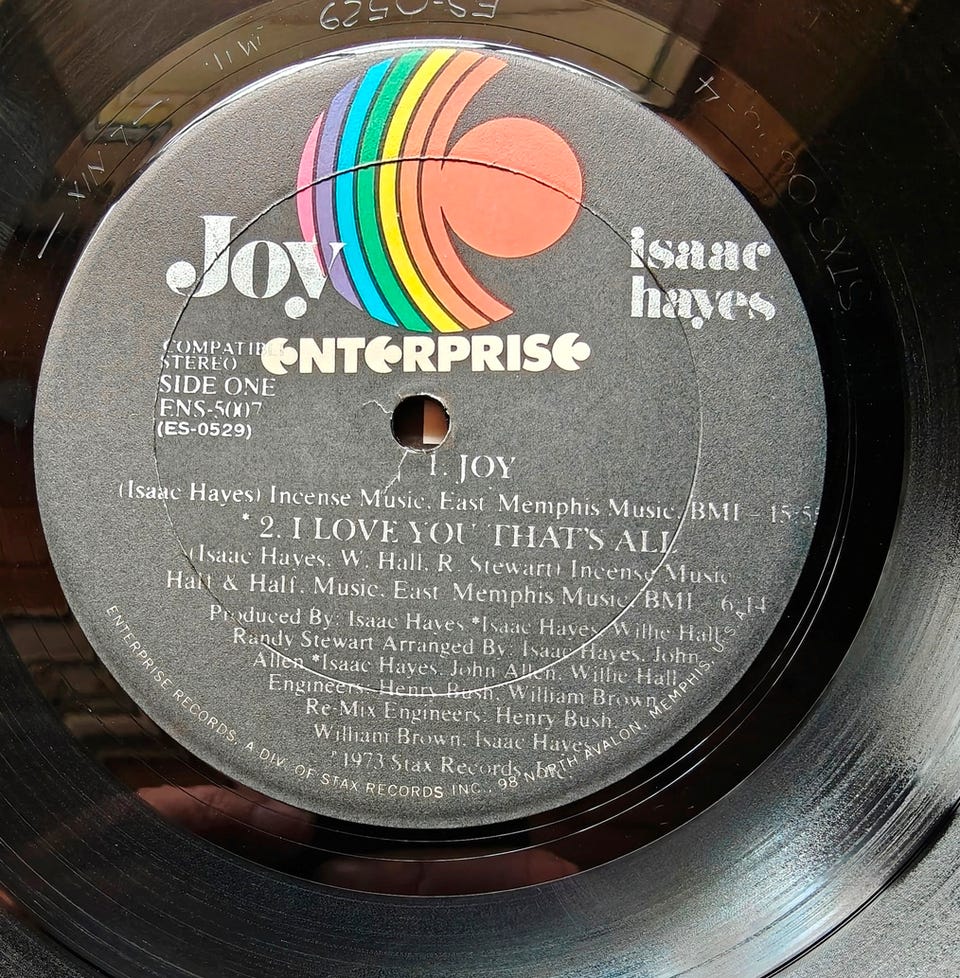 ES-0529
Joy
isaac
hayes
ENTERPRISE
COMPATIBLE
STEREO
SIDE ONE
ENS-5007
(ES-0529)
1. JOY
(Isaac Hayes) Incense Music, East Memphis Music, BMI – 15:55
* 2. I LOVE YOU THAT'S ALL
(Isaac Hayes, W. Hall, R. Stewart) Incense Music
Half & Half, Music, East Memphis Music, BMI 6:14
Produced By: Isaac Hayes *Isaac Hayes, Willie Hall,
Randy Stewart Arranged By: Isaac Hayes, John
Allen *Isaac Hayes, John Allen, Willie Hall,
Engineers: Henry Bush, William Brown
Re-Mix Engineers: Henry Bush,
William Brown, Isaac Hayes
℗ 1973 Stax Records, Inc.
ENTERPRISE RECORDS, A DIV. OF STAX RECORDS INC., 98 NORTH AVALON, MEMPHIS, U.S.A.